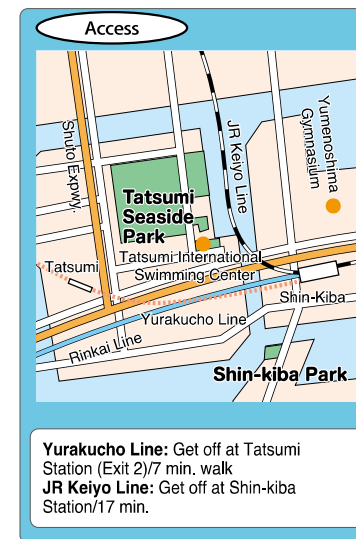 Access
Shuto Expwy.
JR Keiyo Line
Yumenoshima
Gymnasium
Tatsumi
Seaside
Park
Tatsumi International
Swimming Center
Tatsumi
Shin-Kiba
Yurakucho Line
Rinkai Line
Shin-kiba Park
Yurakucho Line: Get off at Tatsumi
Station (Exit 2)/7 min. walk
JR Keiyo Line: Get off at Shin-kiba
Station/17 min.